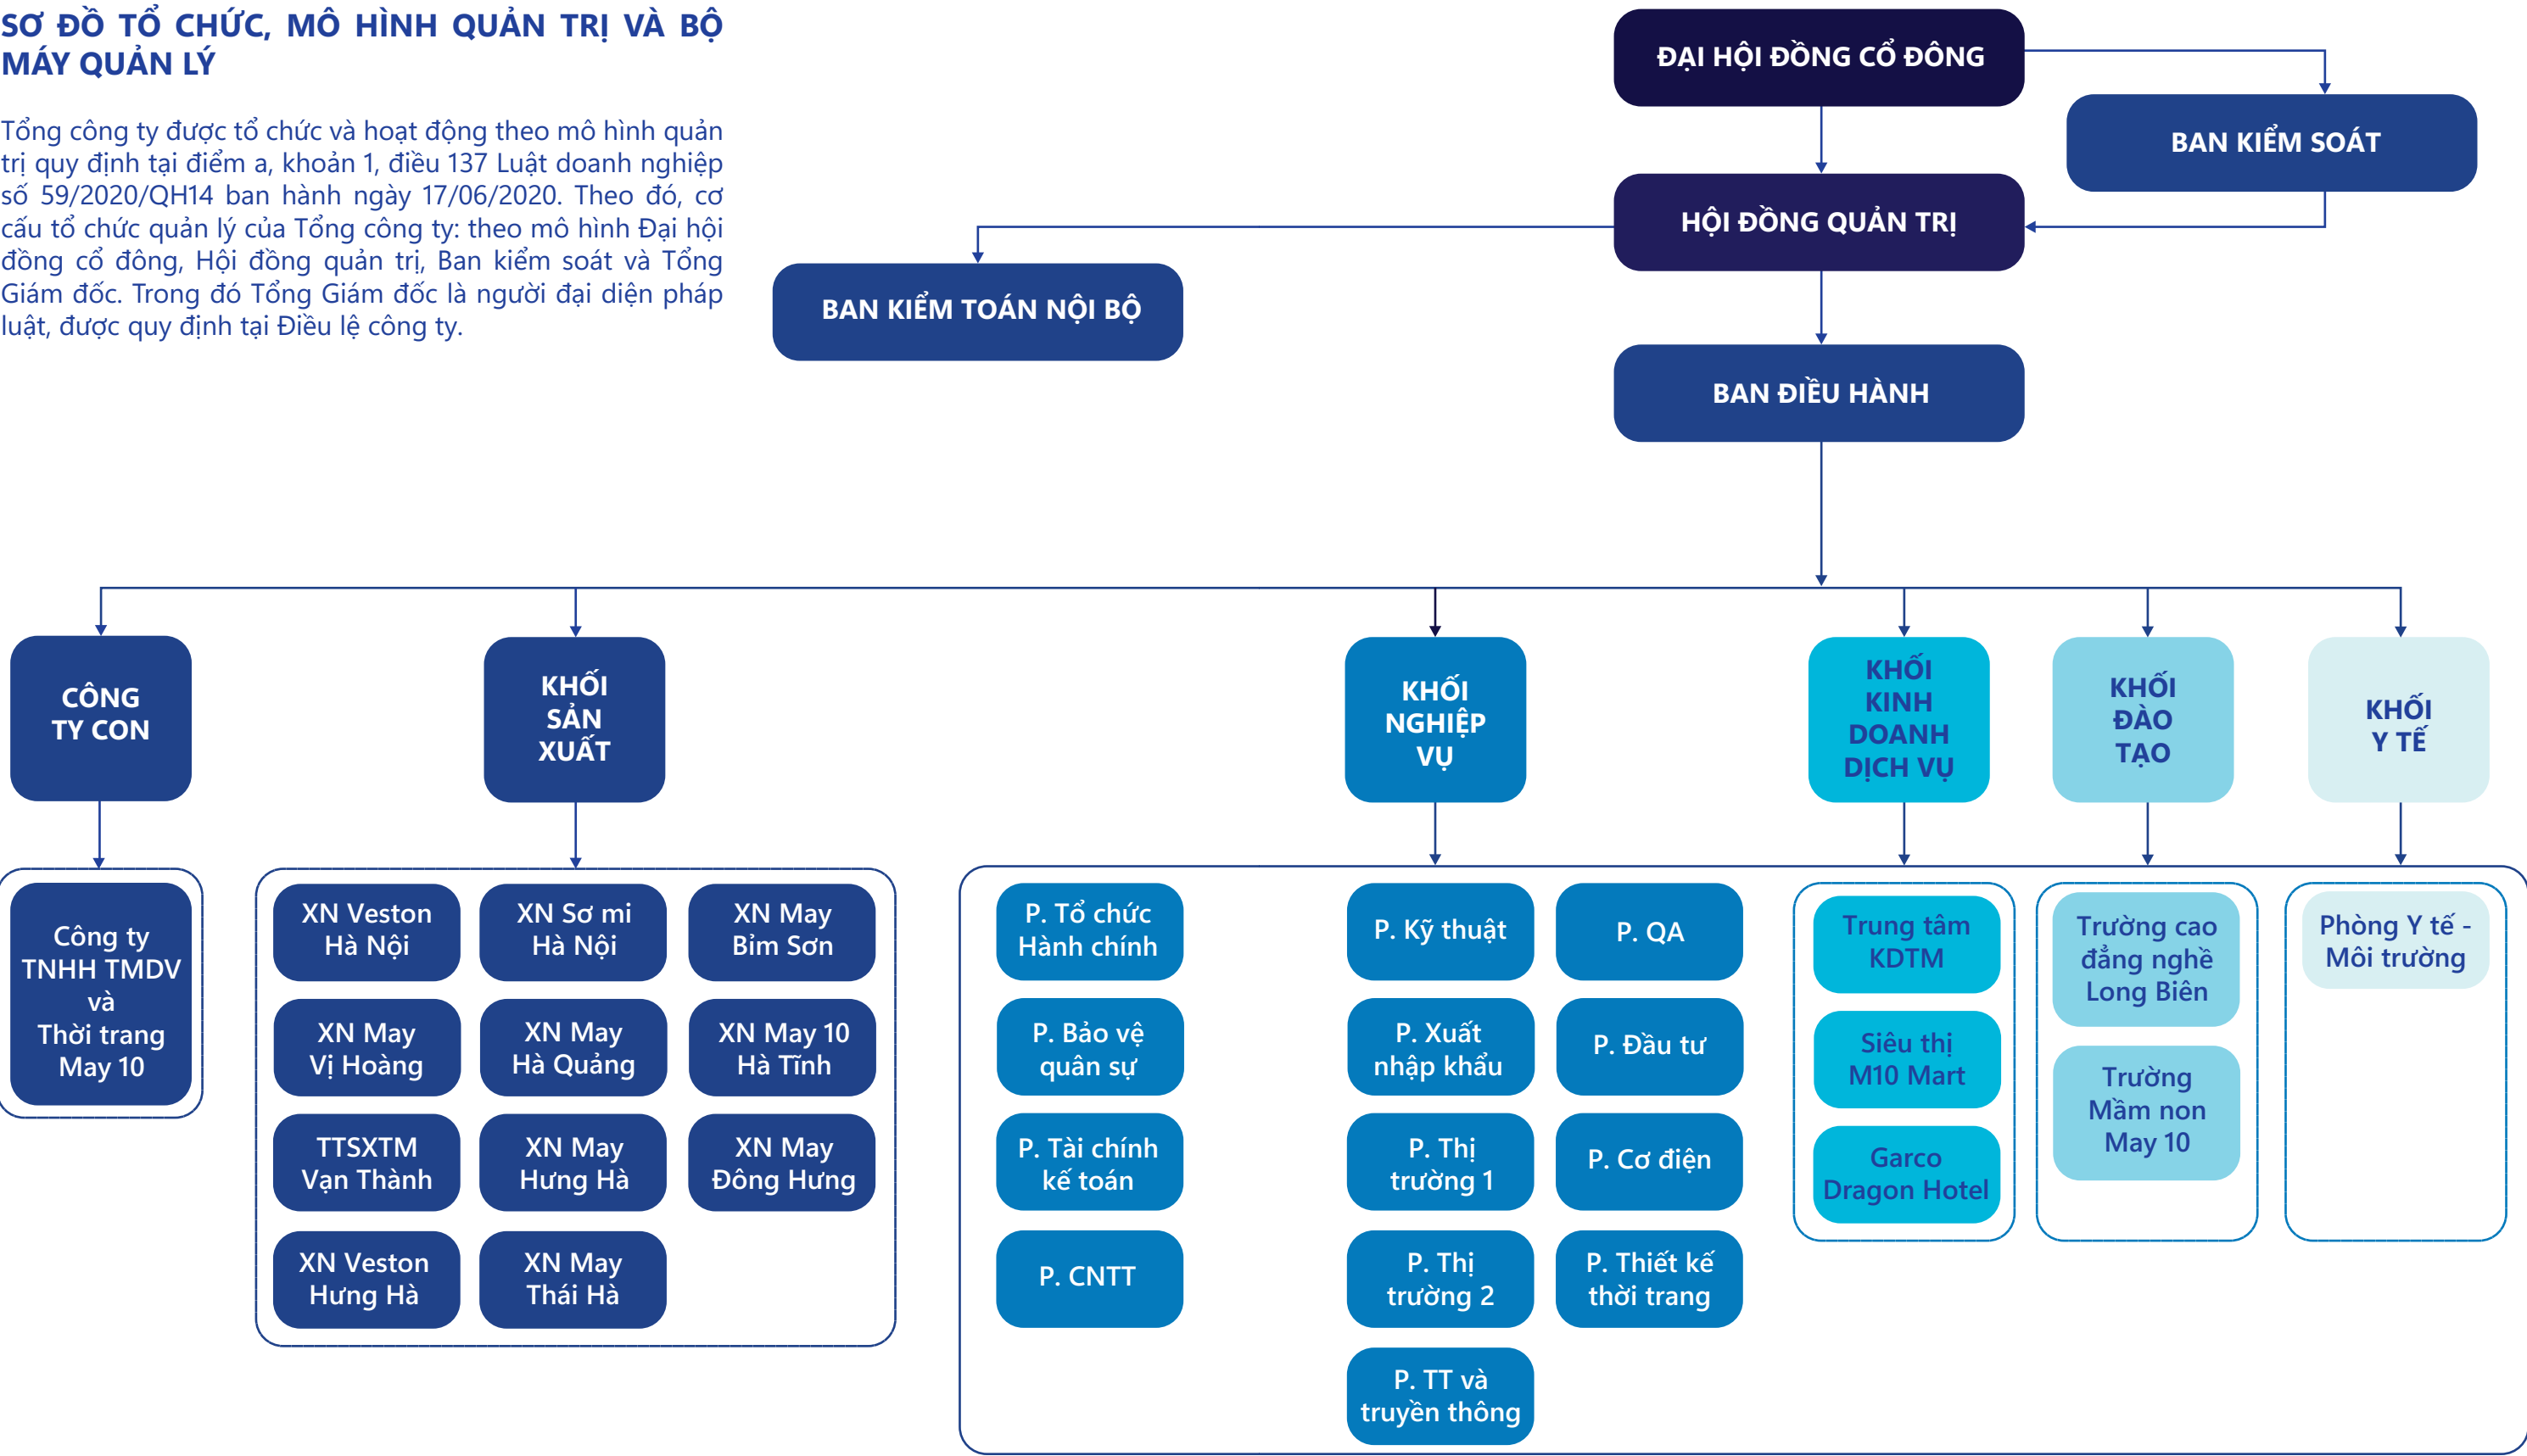 SƠ ĐỒ TỔ CHỨC, MÔ HÌNH QUẢN TRỊ VÀ BỘ
MÁY QUẢN LÝ
Tổng công ty được tổ chức và hoạt động theo mô hình quản
trị quy định tại điểm a, khoản 1, điều 137 Luật doanh nghiệp
số 59/2020/QH14 ban hành ngày 17/06/2020. Theo đó, cơ
cấu tổ chức quản lý của Tổng công ty: theo mô hình Đại hội
đồng cổ đông, Hội đồng quản trị, Ban kiểm soát và Tổng
Giám đốc. Trong đó Tổng Giám đốc là người đại diện pháp
luật, được quy định tại Điều lệ công ty.
ĐẠI HỘI ĐỒNG CỔ ĐÔNG
BAN KIỂM SOÁT
HỘI ĐỒNG QUẢN TRỊ
BAN KIỂM TOÁN NỘI BỘ
BAN ĐIỀU HÀNH
CÔNG
TY CON
KHỐI
SẢN
XUẤT
KHỐI
NGHIỆP
VỤ
KHỐI
KINH
DOANH
DỊCH VỤ
KHỐI
ĐÀO
TẠO
KHỐI
Y TẾ
Công ty
TNHH TMDV
và
Thời trang
May 10
XN Veston
Hà Nội
XN Sơ mi
Hà Nội
XN May
Bỉm Sơn
XN May
Vị Hoàng
XN May
Hà Quảng
XN May 10
Hà Tĩnh
TTSXTM
Vạn Thành
XN May
Hưng Hà
XN May
Đông Hưng
XN Veston
Hưng Hà
XN May
Thái Hà
P. Tổ chức
Hành chính
P. Kỹ thuật
P. QA
P. Bảo vệ
quân sự
P. Xuất
nhập khẩu
P. Đầu tư
P. Tài chính
kế toán
P. Thị
trường 1
P. Cơ điện
P. CNTT
P. Thị
trường 2
P. Thiết kế
thời trang
P. TT và
truyền thông
Trung tâm
KDTM
Siêu thị
M10 Mart
Garco
Dragon Hotel
Trường cao
đẳng nghề
Long Biên
Trường
Mầm non
May 10
Phòng Y tế -
Môi trường